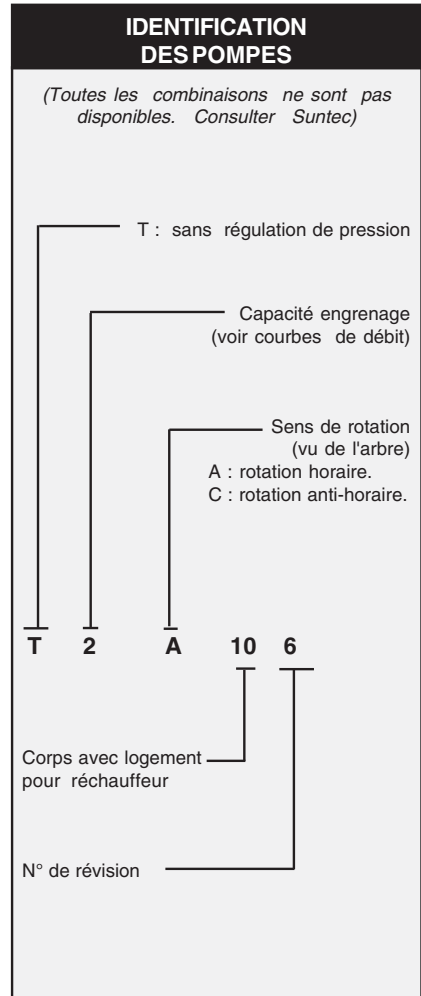 IDENTIFICATION
DES POMPES
(Toutes les combinaisons ne sont pas
disponibles. Consulter Suntec)
T : sans régulation de pression
Capacité engrenage
(voir courbes de débit)
Sens de rotation
(vu de l'arbre)
A : rotation horaire.
C : rotation anti-horaire.
T 2 A 10 6
Corps avec logement
pour réchauffeur
N° de révision